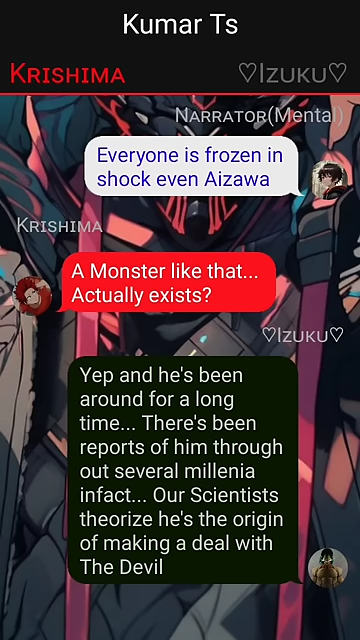 Kumar Ts
Krishima ♡Izuku♡
Narrator(Mental)
Everyone is frozen in
shock even Aizawa
Krishima
A Monster like that...
Actually exists?
♡Izuku♡
Yep and he's been
around for a long
time... There's been
reports of him through
out several millenia
infact... Our Scientists
theorize he's the origin
of making a deal with
The Devil